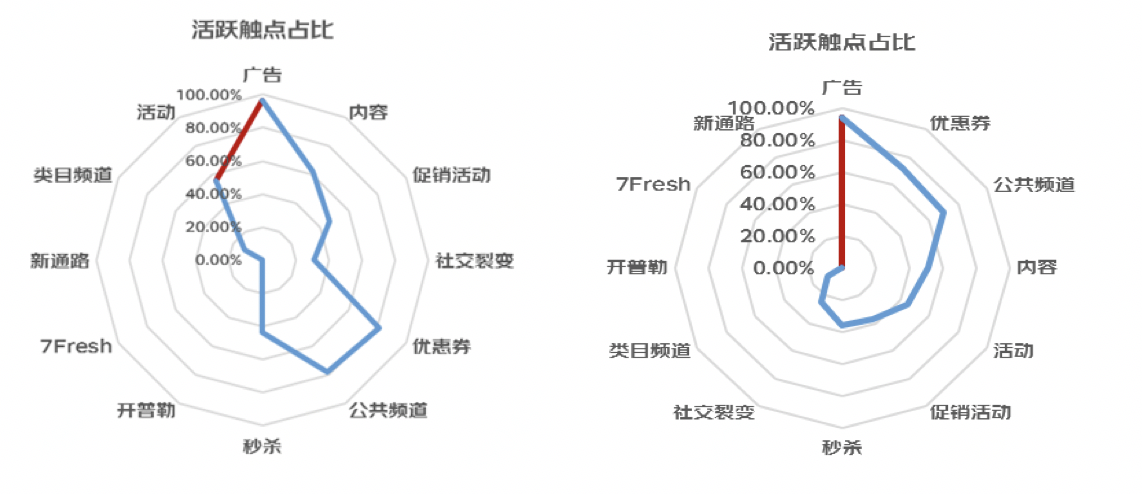 活跃触点占比
广告
100.00%
80.00%
60.00%
40.00%
20.00%
0.00%
内容
促销活动
社交裂变
优惠券
公共频道
秒杀
开普勒
7Fresh
新通路
类目频道
活动
活跃触点占比
广告
100.00%
80.00%
60.00%
40.00%
20.00%
0.00%
优惠券
公共频道
内容
活动
促销活动
秒杀
社交裂变
类目频道
开普勒
7Fresh
新通路